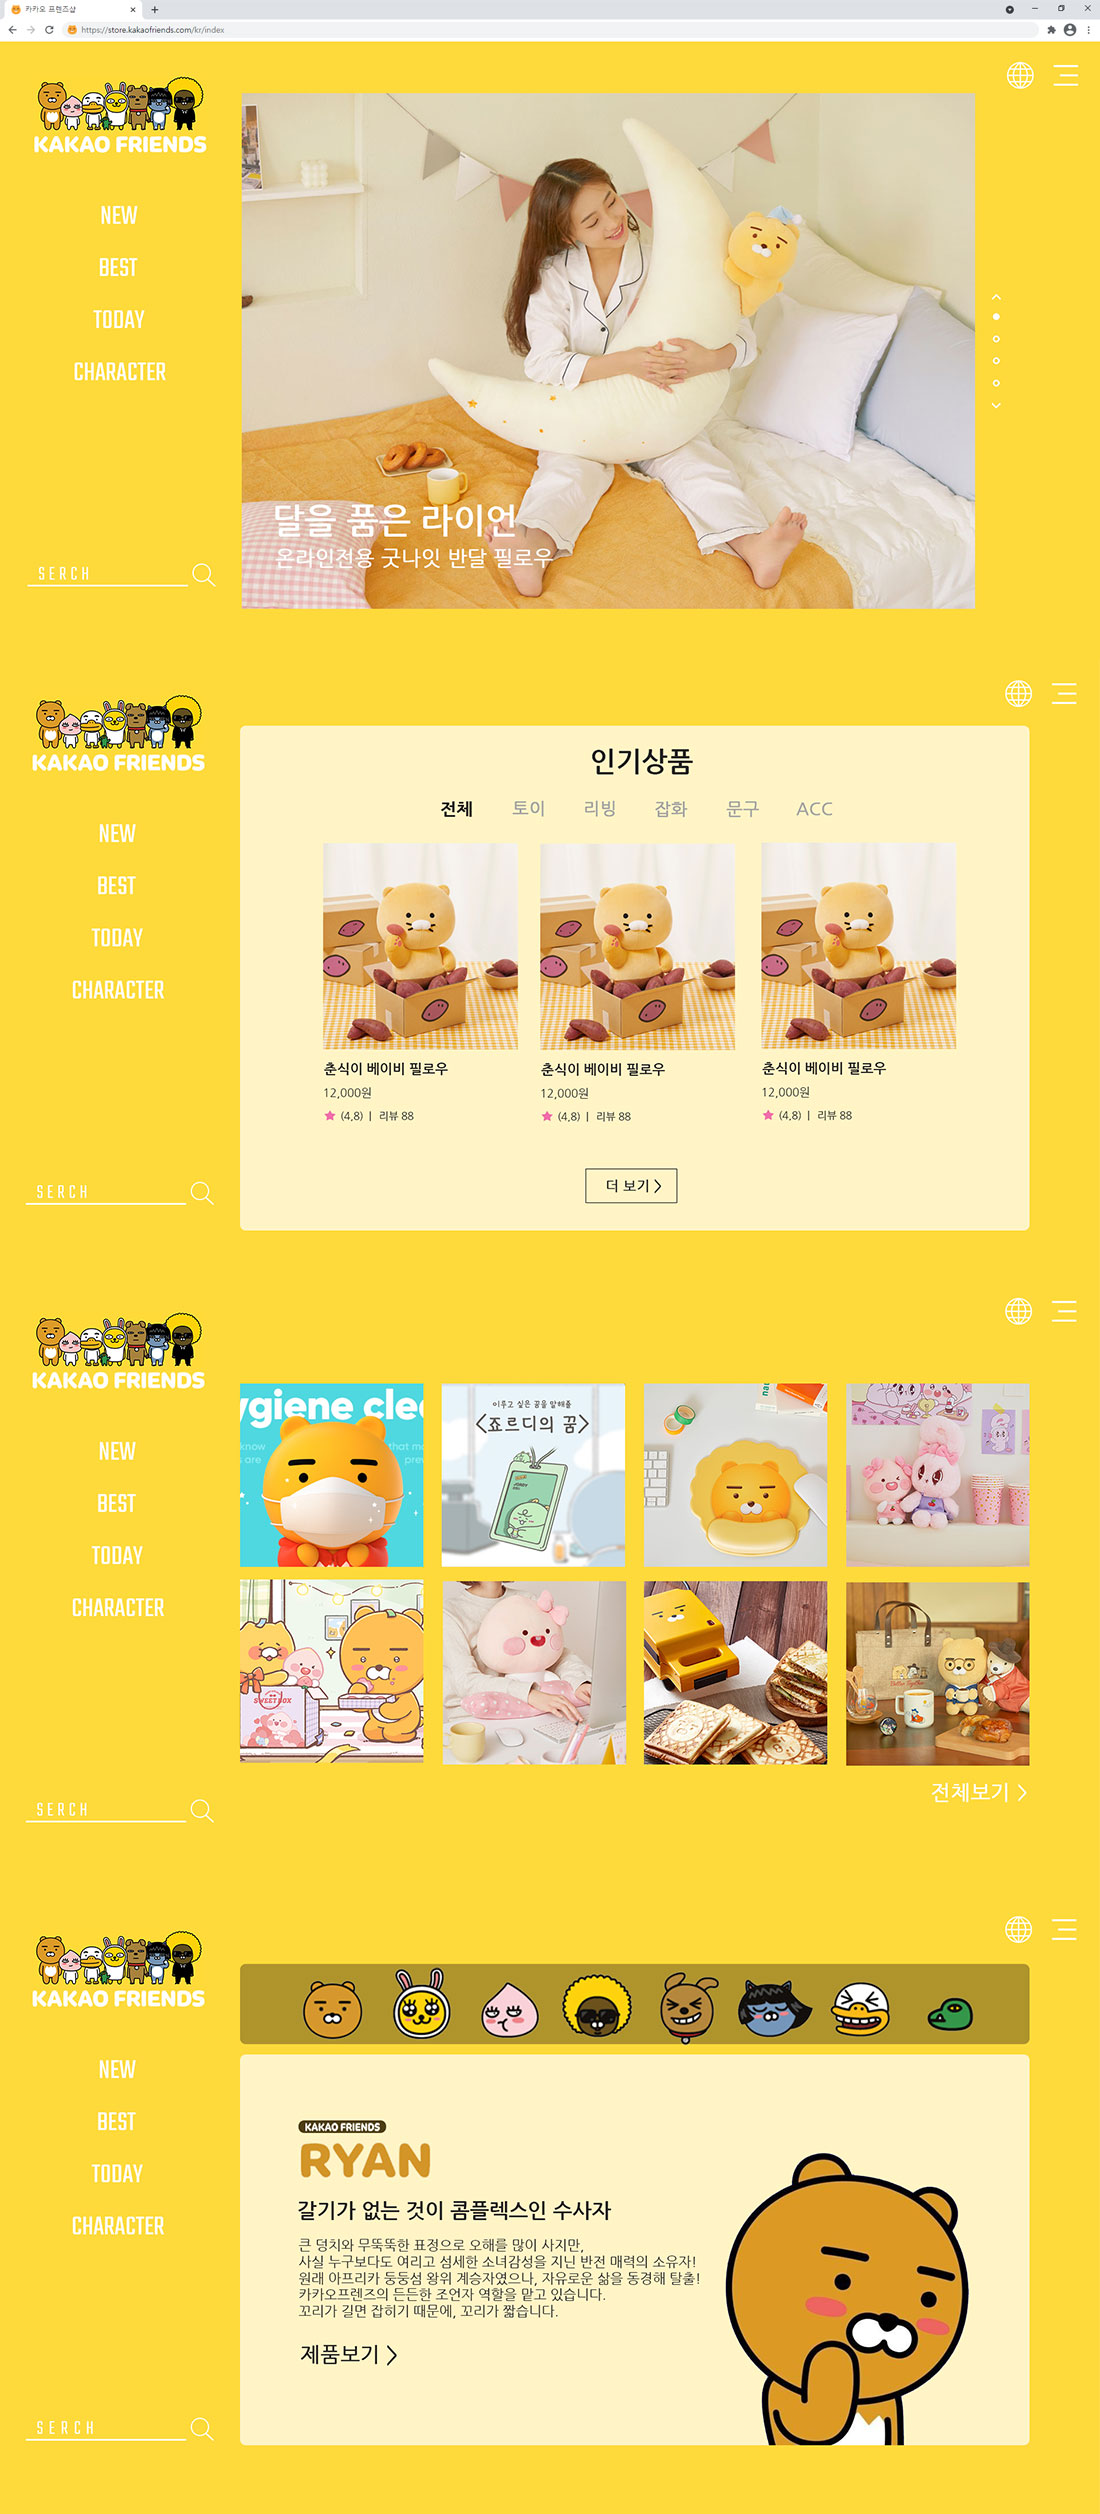 카카오 프렌즈샵
https://store.kakaofriends.com/kr/index
KAKAO FRIENDS
NEW
BEST
TODAY
CHARACTER
SERCH
달을 품은 라이언
온라인전용 굿나잇 반달 필로우
KAKAO FRIENDS
NEW
BEST
TODAY
CHARACTER
SERCH
인기상품
전체 토이 리빙 잡화 문구 ACC
춘식이 베이비 필로우
12,000원
(4,8) | 리뷰 88
춘식이 베이비 필로우
12,000원
(4,8) | 리뷰 88
춘식이 베이비 필로우
12,000원
(4,8) | 리뷰 88
더 보기 >
KAKAO FRIENDS
NEW
BEST
TODAY
CHARACTER
SERCH
ygiene cle
know
that m
s are
prev
이루고 싶은 꿈을 말해봐
<죠르디의 꿈>
JORDY
SWEET BOX
전체보기 >
KAKAO FRIENDS
NEW
BEST
TODAY
CHARACTER
SERCH
KAKAO FRIENDS
RYAN
갈기가 없는 것이 콤플렉스인 수사자
큰 덩치와 무뚝뚝한 표정으로 오해를 많이 사지만,
사실 누구보다도 여리고 섬세한 소녀감성을 지닌 반전 매력의 소유자!
원래 아프리카 둥둥섬 왕위 계승자였으나, 자유로운 삶을 동경해 탈출!
카카오프렌즈의 든든한 조언자 역할을 맡고 있습니다.
꼬리가 길면 잡히기 때문에, 꼬리가 짧습니다.
제품보기 >